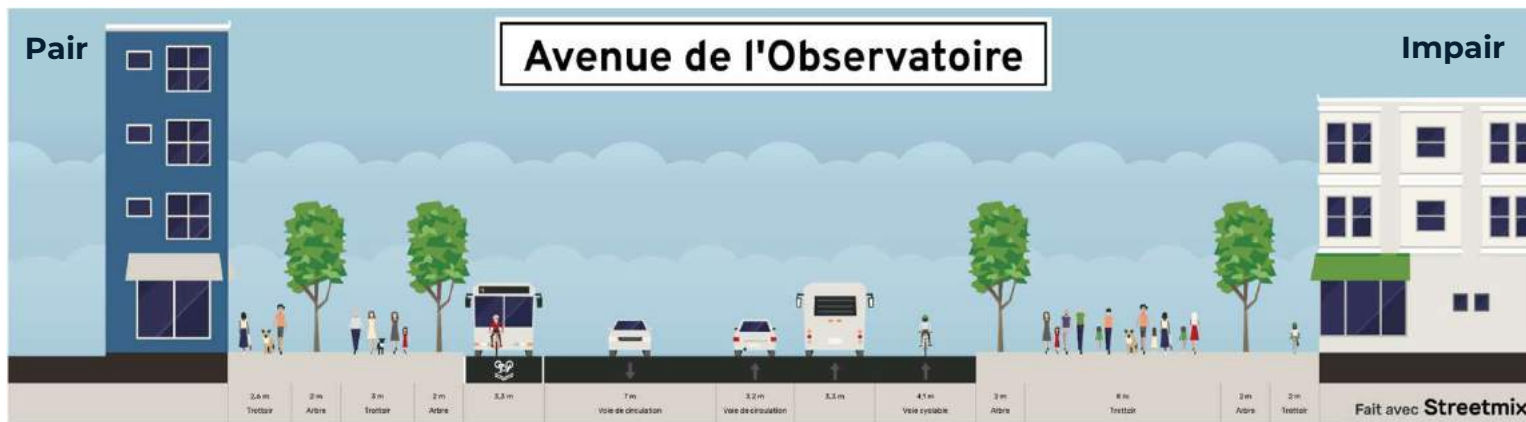 Pair
Avenue de l'Observatoire
Impair
2,6 m
Trottoir
2 m
Arbre
3 m
Trottoir
2 m
Arbre
3,3 m
7 m
Voie de circulation
3,2 m
Voie de circulation
3,3 m
4,1 m
Voie cyclable
2 m
Arbre
8 m
Trottoir
2 m
Arbre
2 m
Trottoir
Fait avec Streetmix